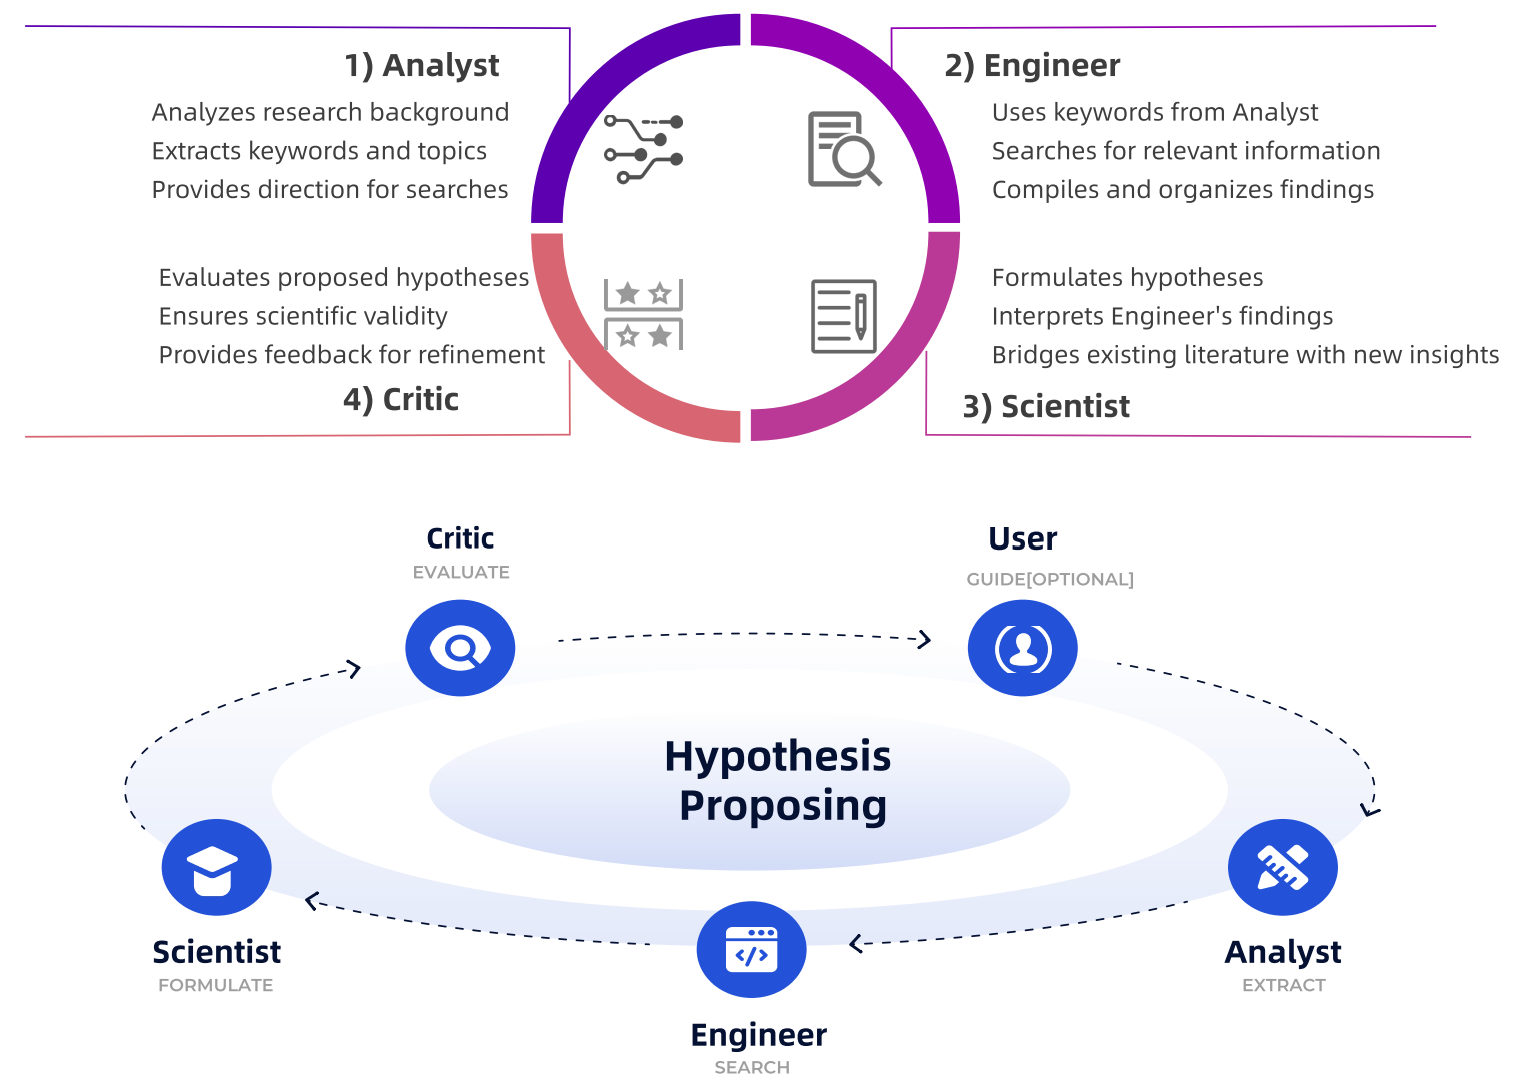 1) Analyst
Analyzes research background
Extracts keywords and topics
Provides direction for searches
2) Engineer
Uses keywords from Analyst
Searches for relevant information
Compiles and organizes findings
Evaluates proposed hypotheses
Ensures scientific validity
Provides feedback for refinement
4) Critic
Formulates hypotheses
Interprets Engineer's findings
Bridges existing literature with new insights
3) Scientist
Critic
EVALUATE
User
GUIDE[OPTIONAL]
Hypothesis
Proposing
Scientist
FORMULATE
Analyst
EXTRACT
Engineer
SEARCH